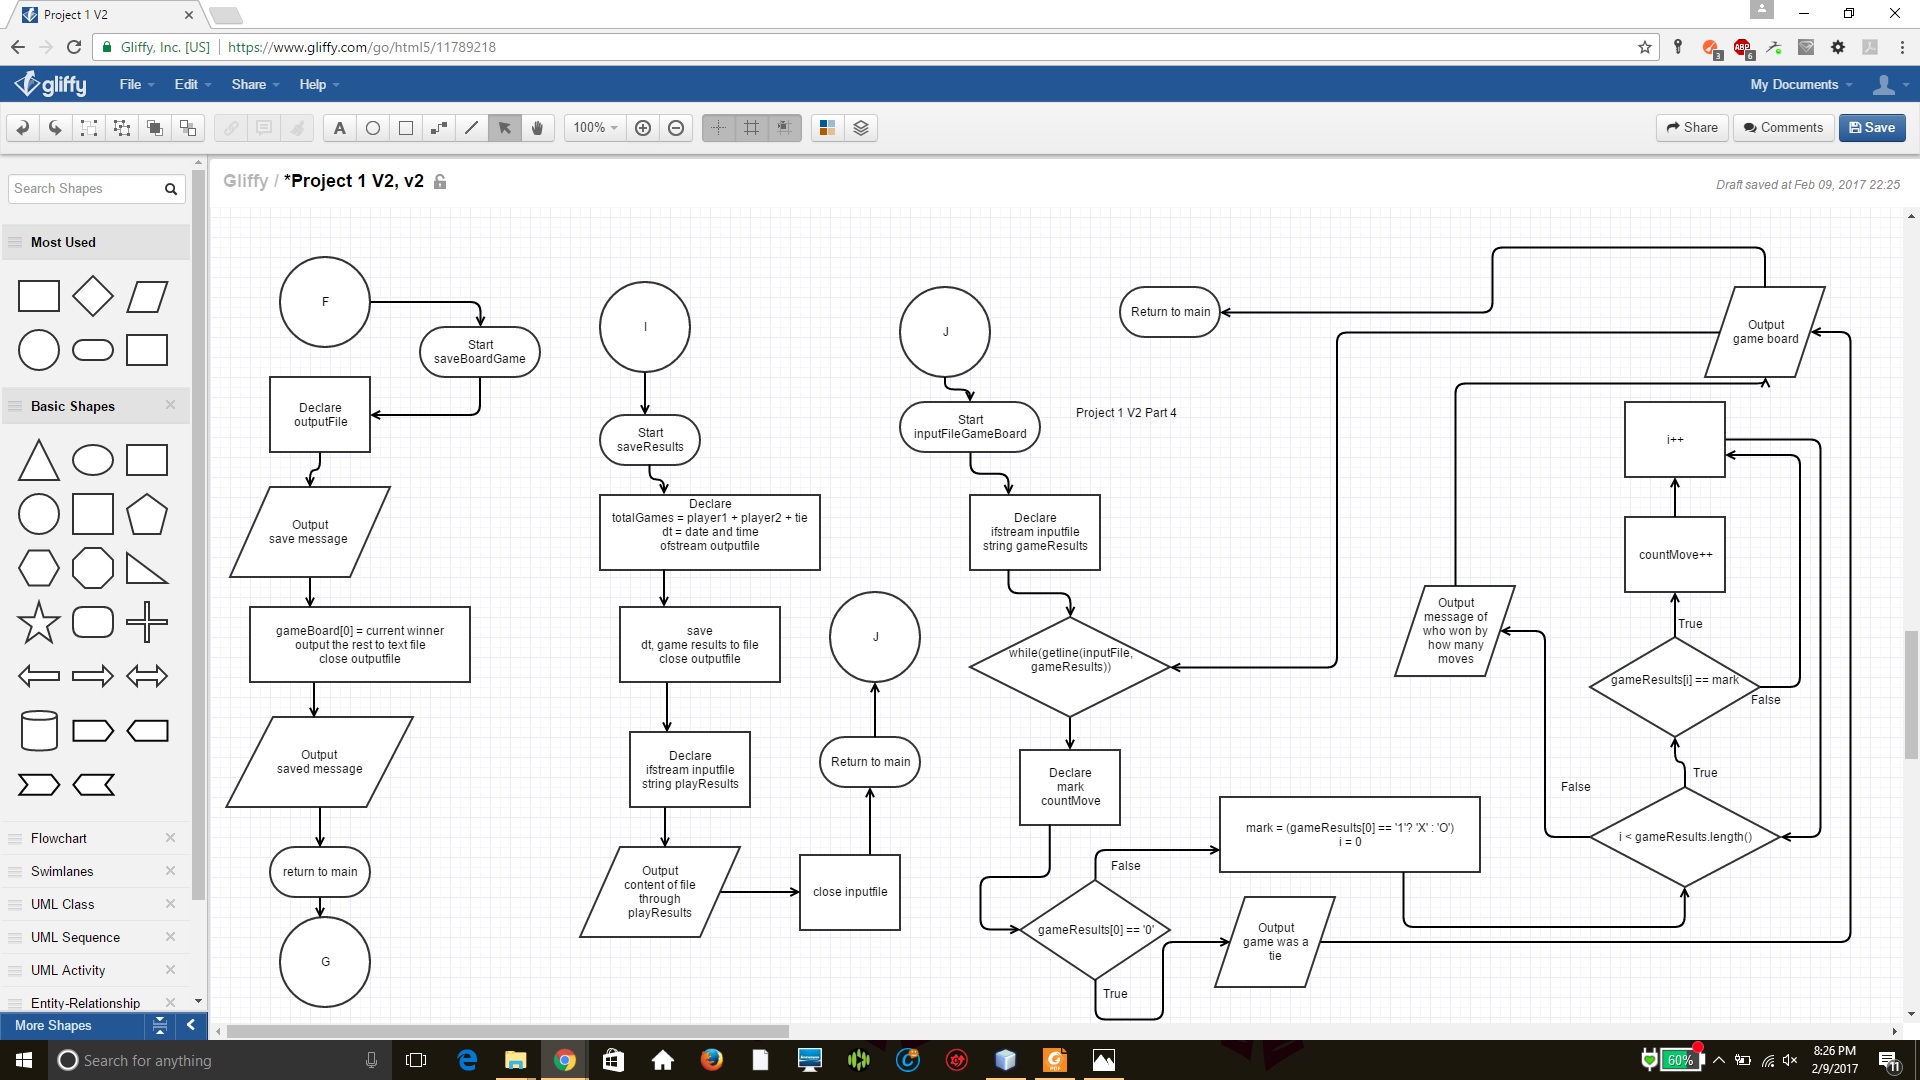 Project 1 V2
Gliffy, Inc. [US]
https://www.gliffy.com/go/html5/11789218
3
ABP
6
gliffy
File
Edit
Share
Help
My Documents
A
100%
Share
Comments
Save
Search Shapes
Gliffy / *Project 1 V2, v2
Draft saved at Feb 09, 2017 22:25
Most Used
Basic Shapes
Flowchart
Swimlanes
UML Class
UML Sequence
UML Activity
Entity-Relationship
More Shapes
F
Start
saveBoardGame
Declare
outputFile
Output
save message
gameBoard[0] = current winner
output the rest to text file
close outputfile
Output
saved message
return to main
G
I
Start
saveResults
Declare
totalGames = player1 + player2 + tie
dt = date and time
ofstream outputfile
save
dt, game results to file
close outputfile
Declare
ifstream inputfile
string playResults
Output
content of file
through
playResults
close inputfile
Return to main
J
J
Start
inputFileGameBoard
Project 1 V2 Part 4
Declare
ifstream inputfile
string gameResults
while(getline(inputFile,
gameResults))
Declare
mark
countMove
gameResults[0] == '0'
False
True
mark = (gameResults[0] == '1'? 'X' : 'O')
i = 0
Output
game was a
tie
i < gameResults.length()
True
False
gameResults[i] == mark
True
False
countMove++
i++
Output
message of
who won by
how many
moves
Output
game board
Return to main
Search for anything
60%
8:26 PM
2/9/2017
11